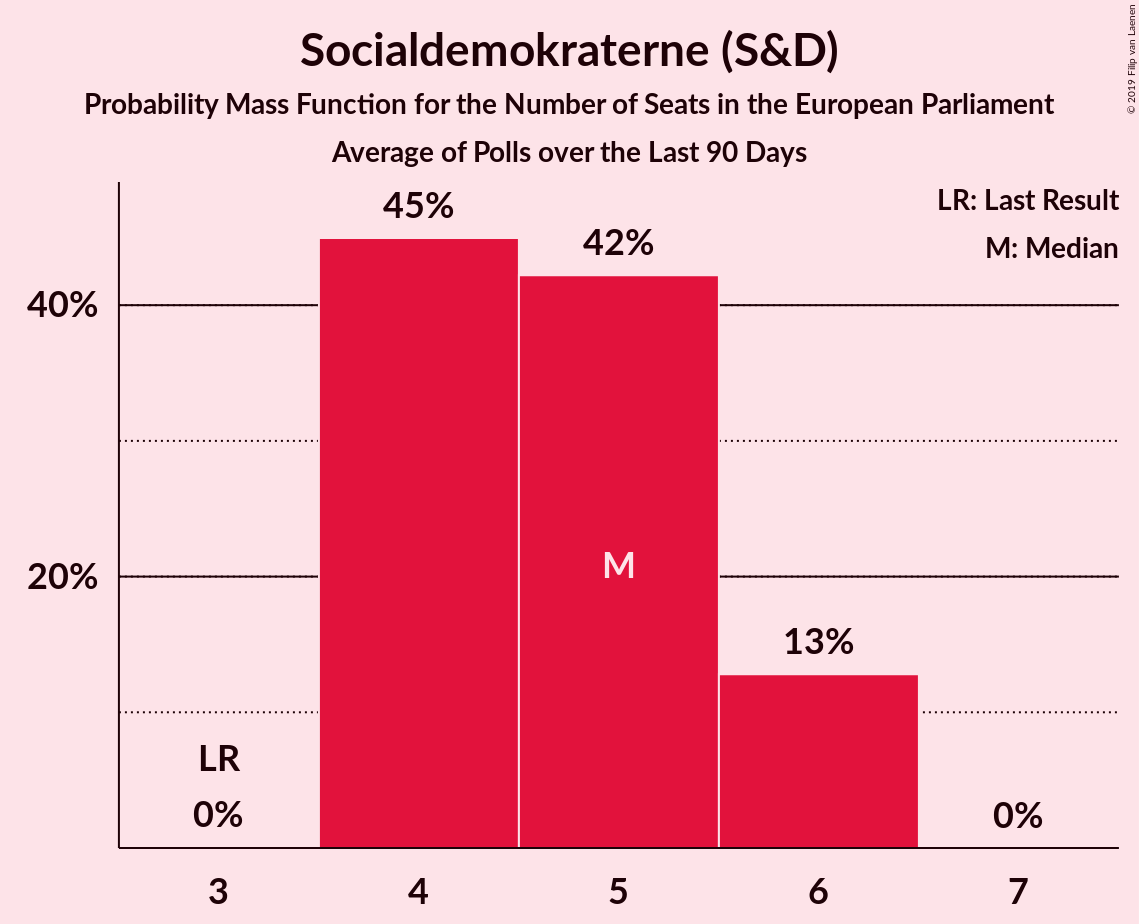 Socialdemokraterne (S&D)
Probability Mass Function for the Number of Seats in the European Parliament
Average of Polls over the Last 90 Days
© 2019 Filip van Laenen
LR: Last Result
M: Median
45%
42%
40%
M
20%
13%
LR
0%
0%
3
4
5
6
7